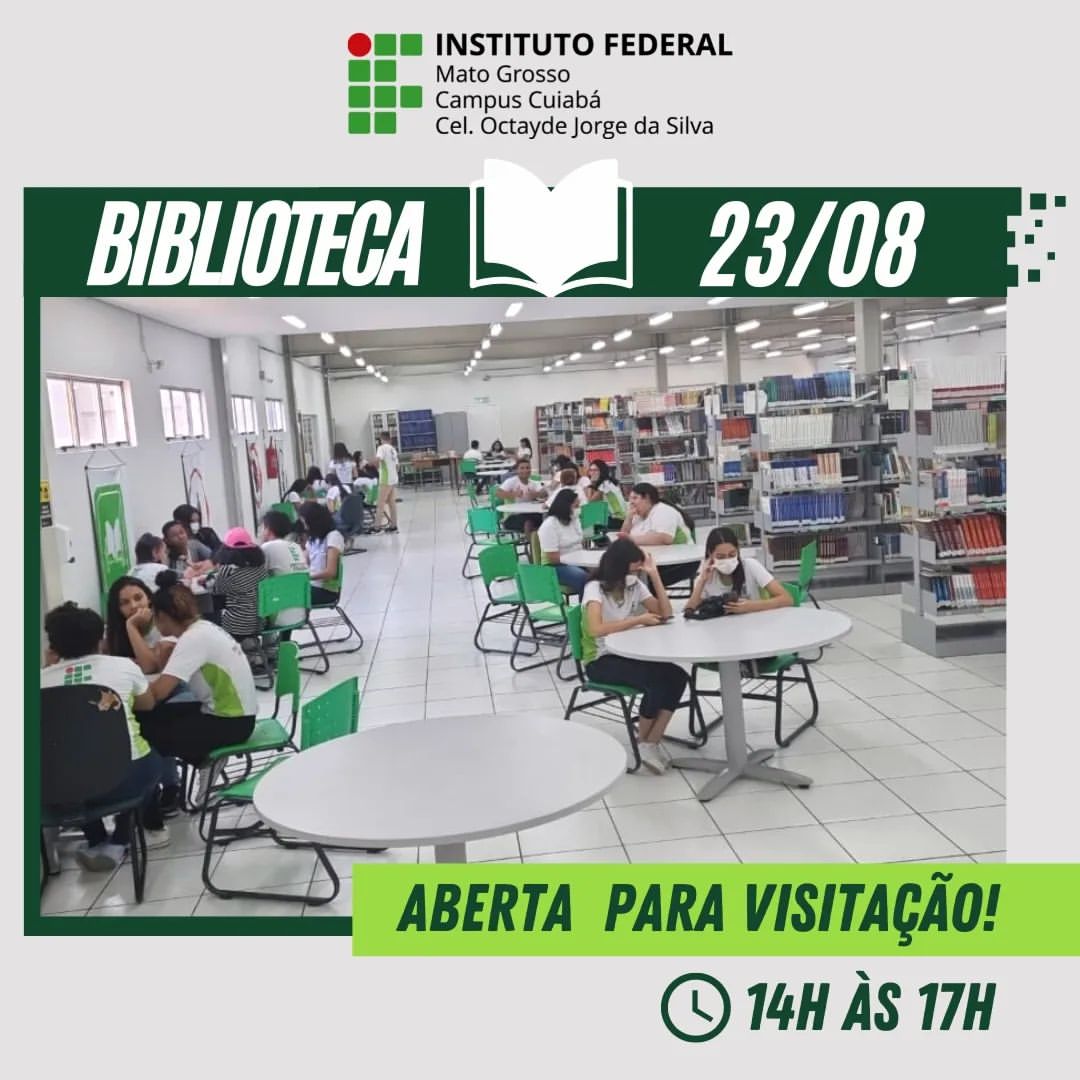 INSTITUTO FEDERAL
Mato Grosso
Campus Cuiabá
Cel. Octayde Jorge da Silva
BIBLIOTECA 23/08
ABERTA PARA VISITAÇÃO!
14H ÀS 17H